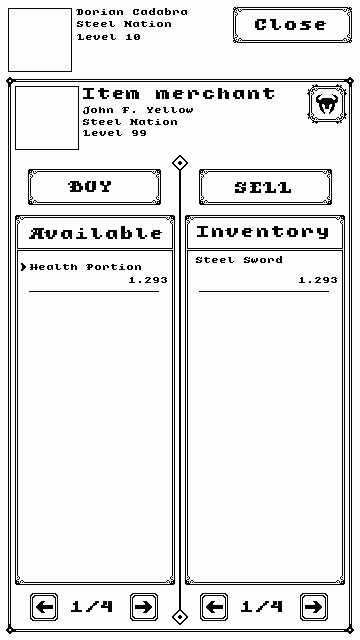 Dorian Cadabra
Steel Nation
Level 10
Close
Item merchant
John F. Yellow
Steel Nation
Level 99
BUY
SELL
Available
Inventory
Health Portion
1.293
Steel Sword
1.293
1/4
1/4